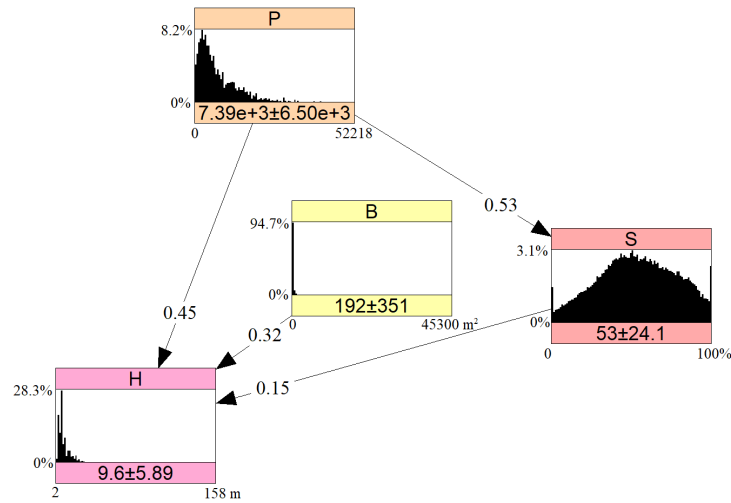 P
8.2%
0%
7.39e+3±6.50e+3
0 52218
0.53
B
94.7%
0%
192±351
0 45300 m²
S
3.1%
0%
53±24.1
0 100%
0.45
0.32
0.15
H
28.3%
0%
9.6±5.89
2 158 m